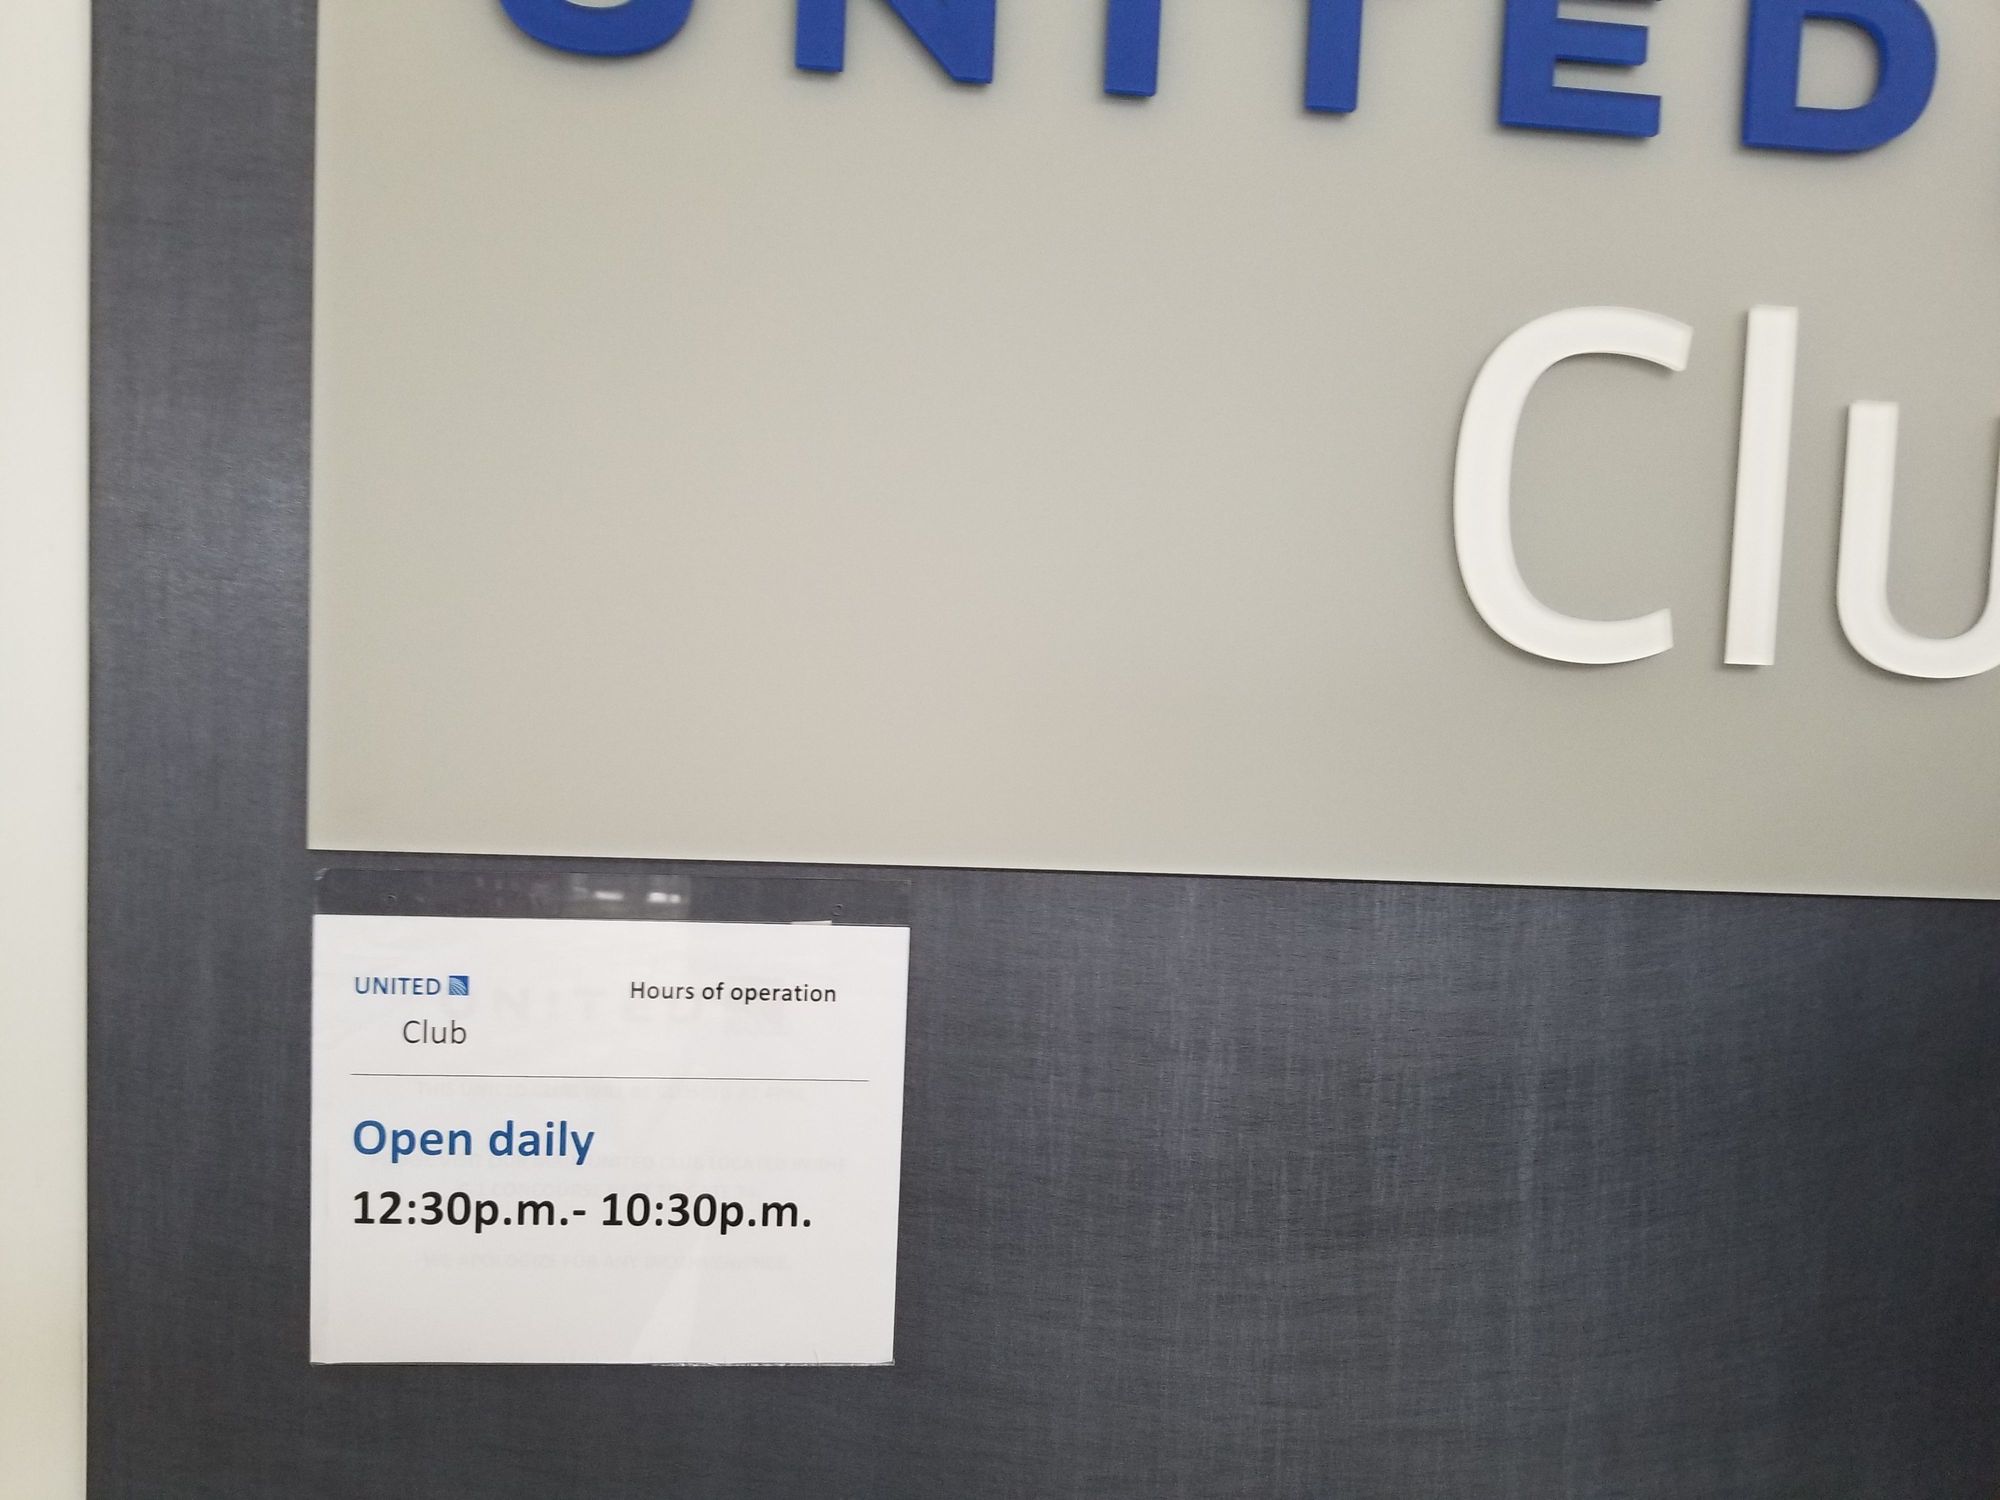 UNITED
Clu
UNITED
Hours of operation
Club
Open daily
12:30p.m.- 10:30p.m.